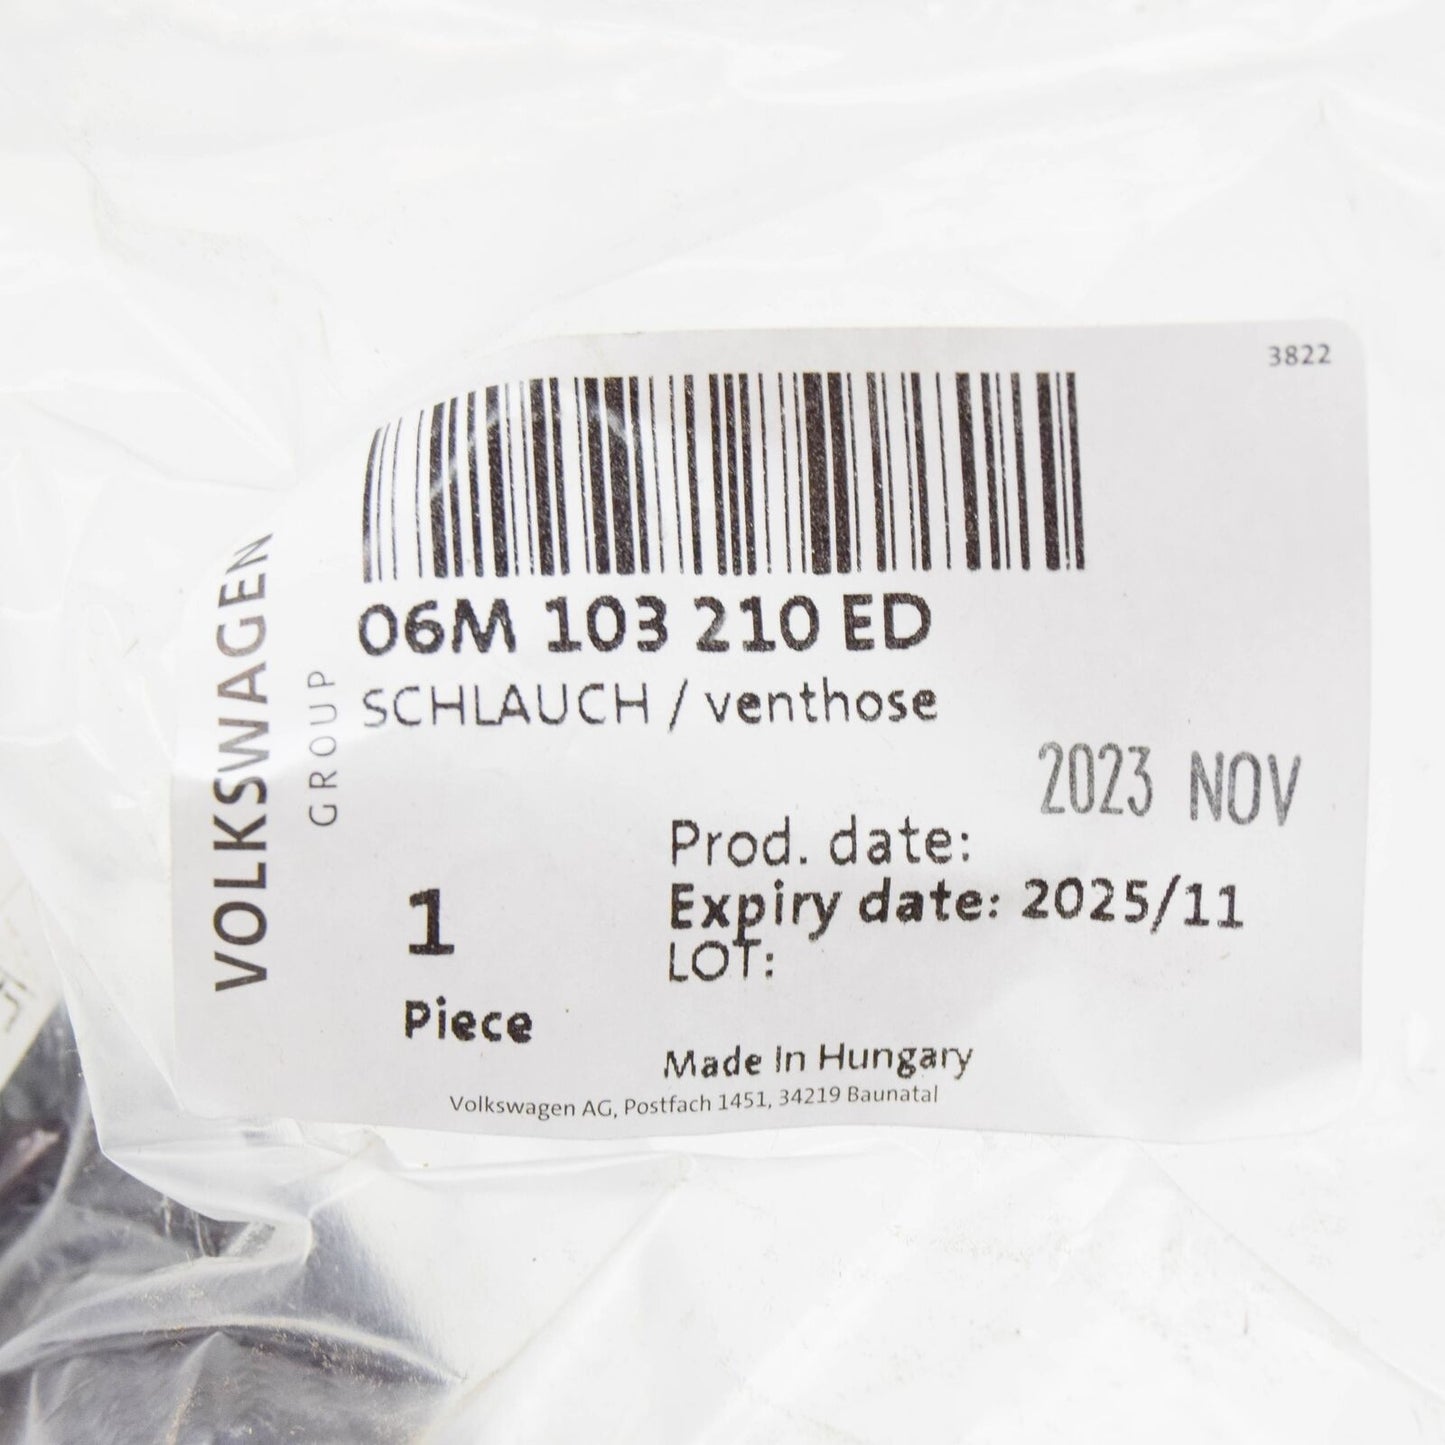 3822
VOLKSWAGEN
GROUP
06M 103 210 ED
SCHLAUCH / venthose
2023 NOV
Prod. date:
Expiry date: 2025/11
LOT:
1
Piece
Made In Hungary
Volkswagen AG, Postfach 1451, 34219 Baunatal